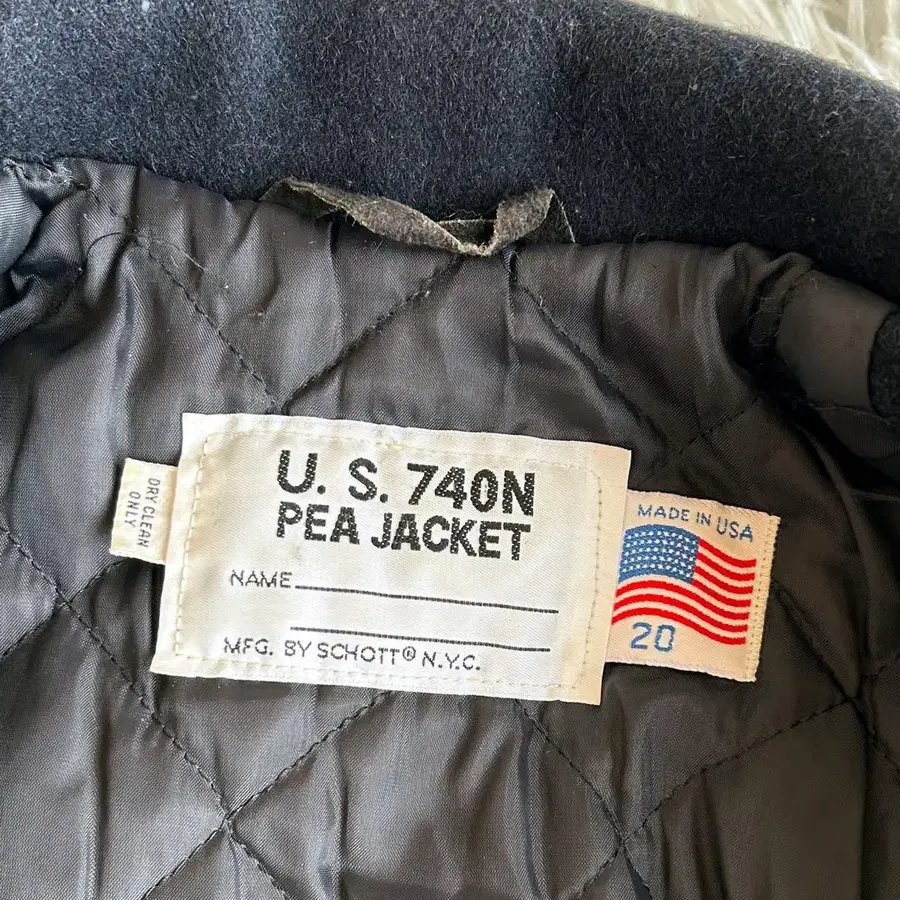 U. S. 740N
PEA JACKET
NAME
MFG. BY SCHOTT® N.Y.C.
DRY CLEAN
ONLY
MADE IN USA
20